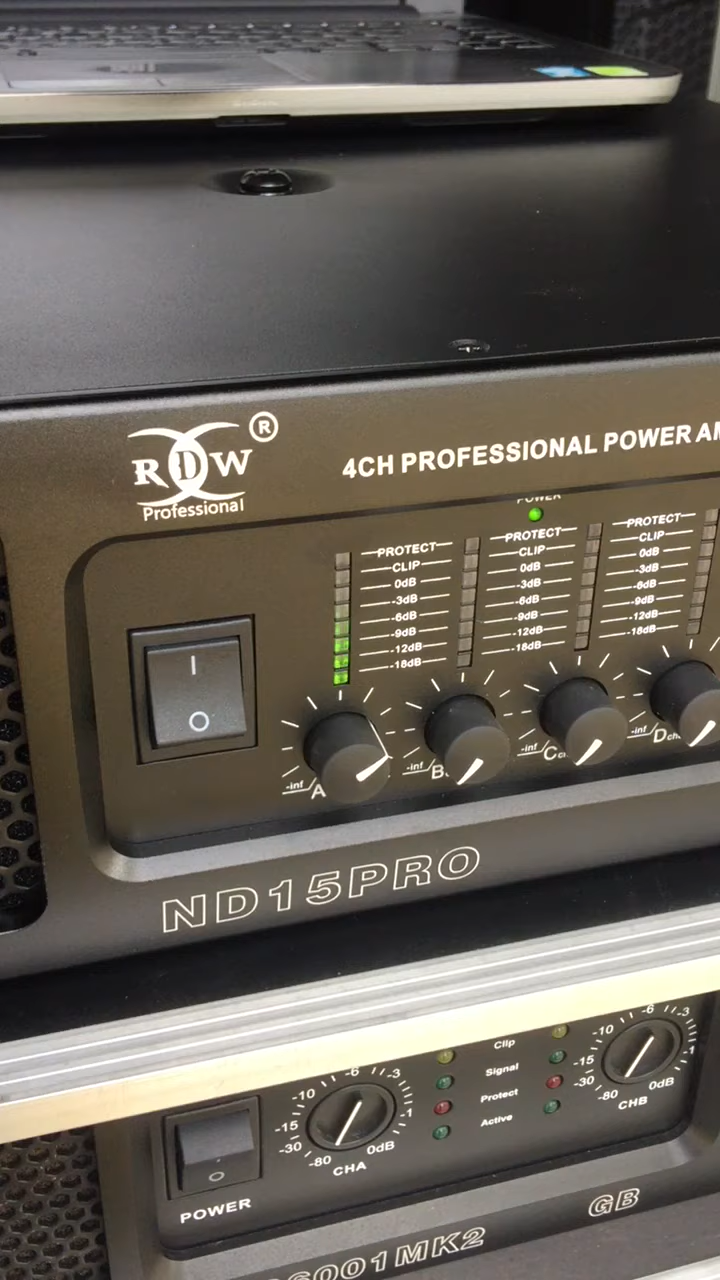 ®
RDW
Professional
4CH PROFESSIONAL POWER
POWER
PROTECT
CLIP
0dB
-3dB
-6dB
-9dB
-12dB
-18dB
PROTECT
CLIP
0dB
-3dB
-6dB
-9dB
-12dB
-18dB
PROTECT
CLIP
0dB
-3dB
-6dB
-9dB
-12dB
-18dB
I
O
-inf A
-inf B
-inf C
-inf Dch
ND15PRO
-80 -30 -15 -10 -6 -3 -1 0dB
CHA
Clip
Signal
Protect
Active
-80 -30 -15 -10 -6 -3 -1 0dB
CHB
O
POWER
6001MK2
GB